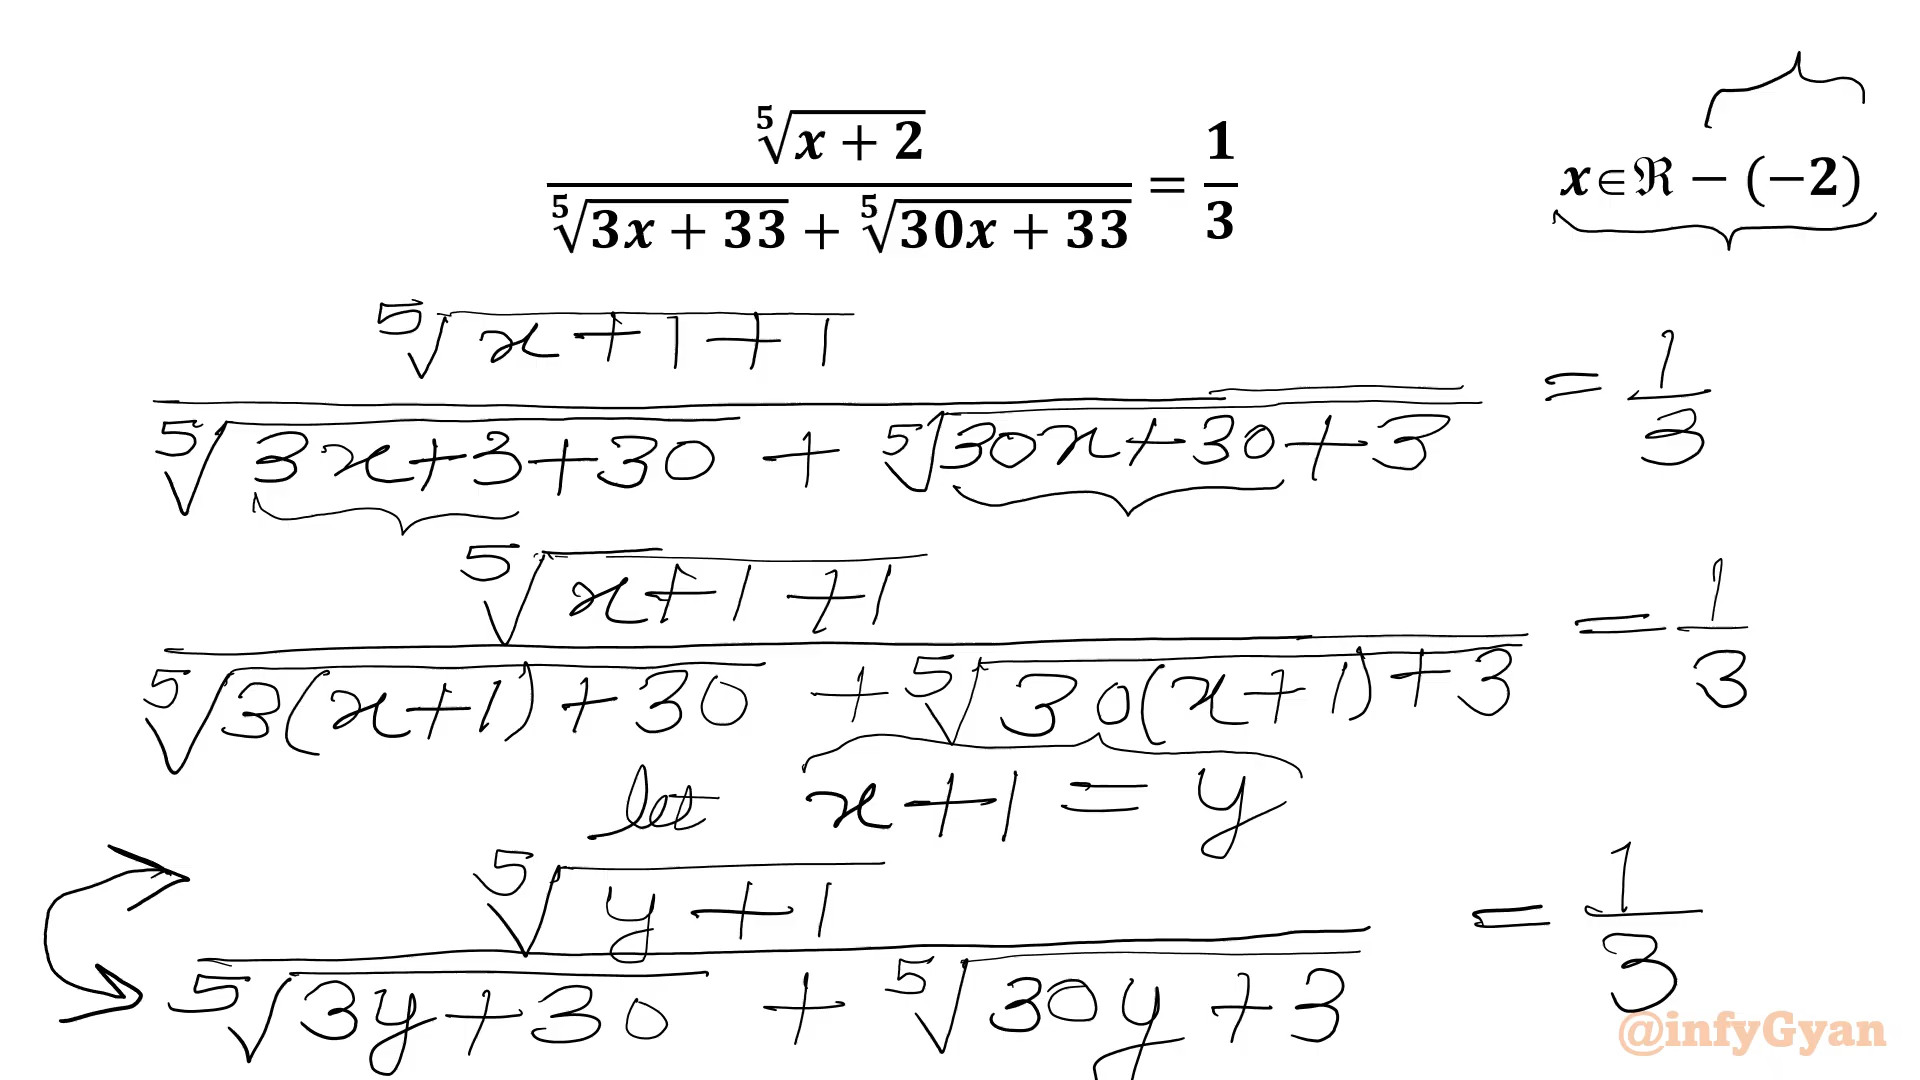 ⁵√(x + 2) / (⁵√(3x + 33) + ⁵√(30x + 33)) = 1/3
x∈ℜ − (−2)
⁵√(x+1+1) / (⁵√(3x+3+30) + ⁵√(30x+30+3)) = 1/3
⁵√(x+1+1) / (⁵√(3(x+1)+30) + ⁵√(30(x+1)+3)) = 1/3
let x+1 = y
⁵√(y+1) / (⁵√(3y+30) + ⁵√(30y+3)) = 1/3
@infyGyan